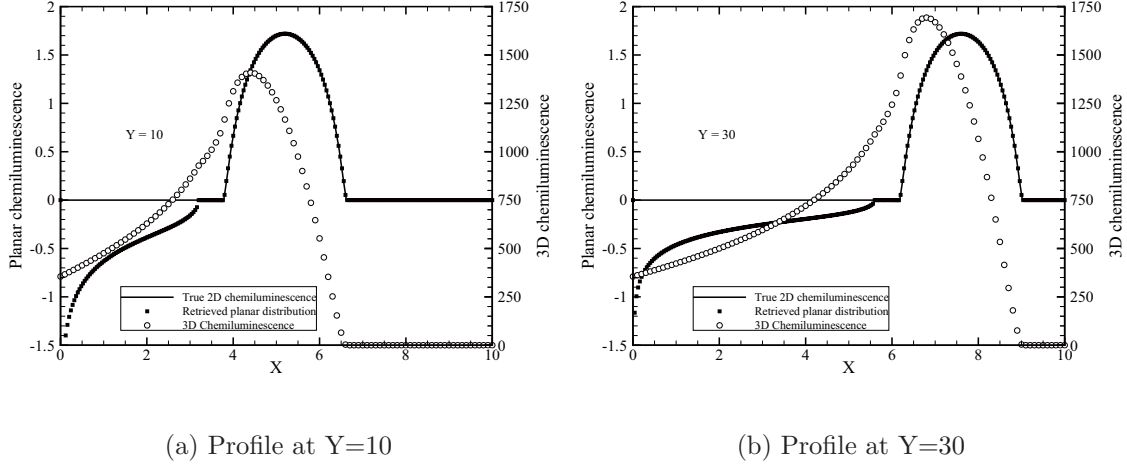 2
1.5
1
0.5
0
-0.5
-1
-1.5
Planar chemiluminescence
1750
1500
1250
1000
750
500
250
0
3D chemiluminescence
Y = 10
True 2D chemiluminescence
Retrieved planar distribution
3D Chemiluminescence
0 2 4 6 8 10
X
(a) Profile at Y=10
2
1.5
1
0.5
0
-0.5
-1
-1.5
Planar chemiluminescence
1750
1500
1250
1000
750
500
250
0
3D chemiluminescence
Y = 30
True 2D chemiluminescence
Retrieved planar distribution
3D Chemiluminescence
0 2 4 6 8 10
X
(b) Profile at Y=30